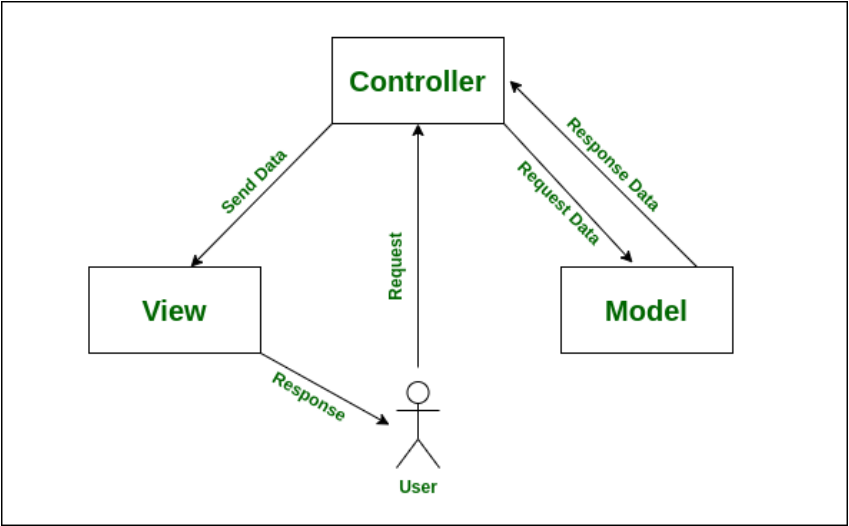 Controller
Send Data
Request
Request Data
Response Data
View
Model
Response
User